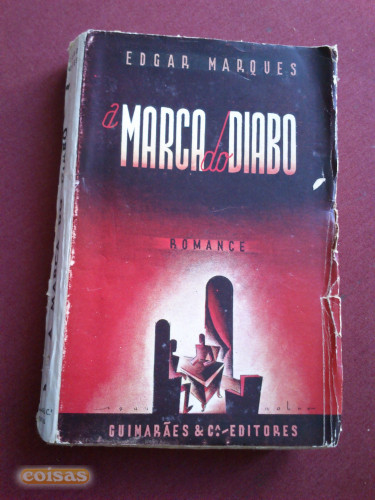 EDGAR MARQUES
a MARCA do DIABO
ROMANCE
GUIMARÃES & Cª. EDITORES
coisas